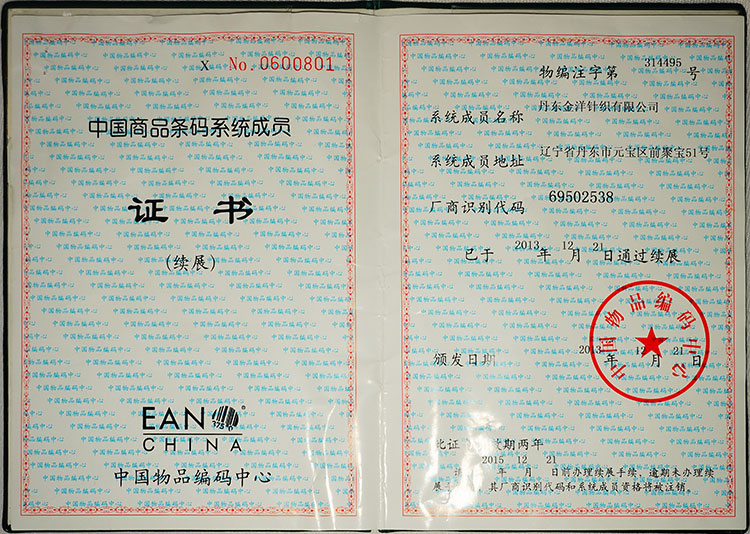 X No.0600801
中国商品条码系统成员
证 书
(续展)
EAN
CHINA
中国物品编码中心
物编注字第 314495 号
系统成员名称 丹东金洋针织有限公司
系统成员地址 辽宁省丹东市元宝区前聚宝51号
厂商识别代码 69502538
已于 2013 年 12 月 21 日通过续展
中国物品编码中心
颁发日期 2013 年 12 月 21 日
此证 期两年
2015 12 21
年 月 日前办理续展手续,逾期未办理续
展 其厂商识别代码和系统成员资格将被注销。